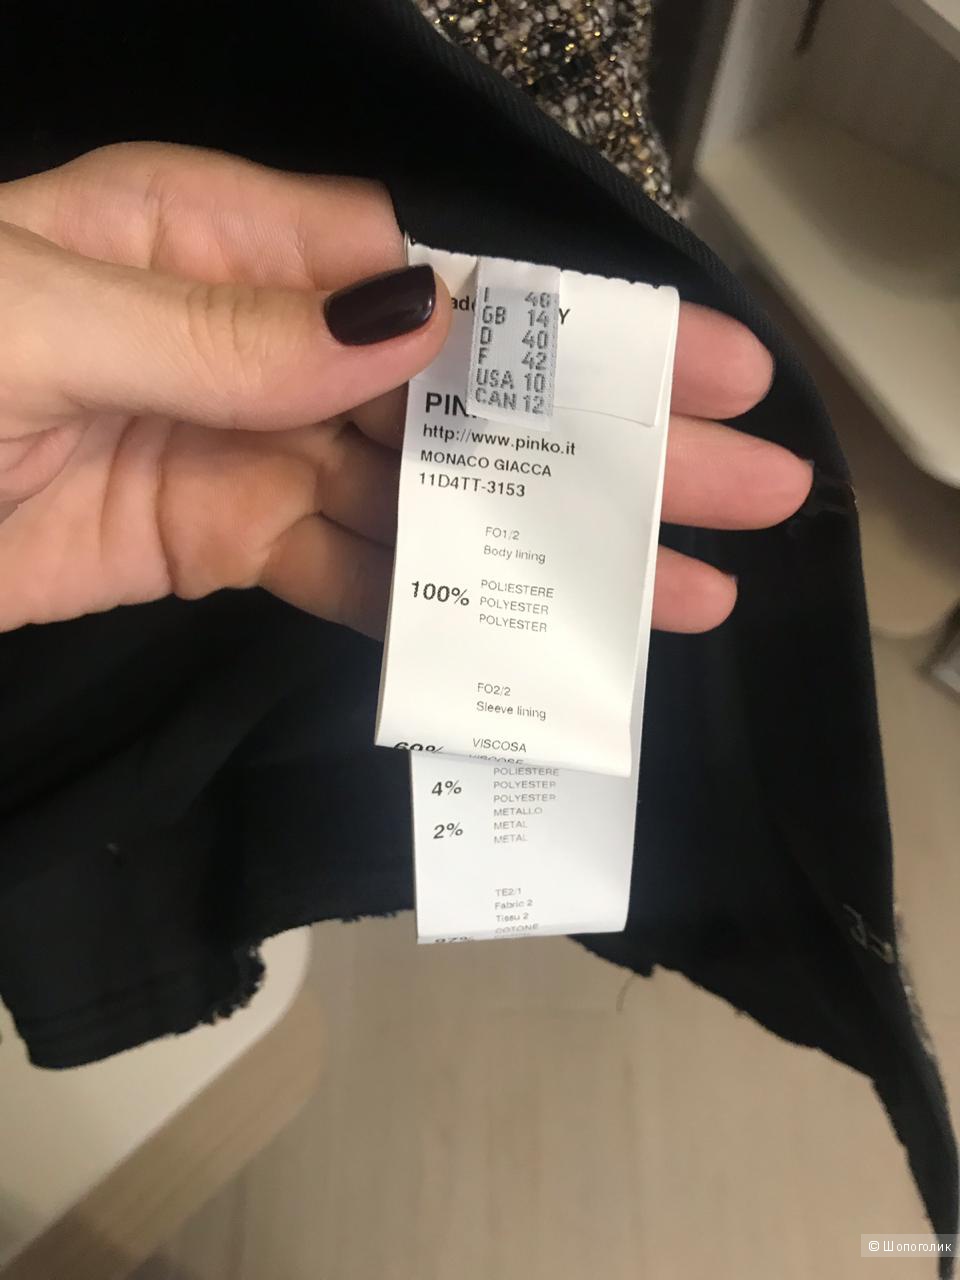 I 46
GB 14
D 40
F 42
USA 10
CAN 12
http://www.pinko.it
MONACO GIACCA
11D4TT-3153
FO1/2
Body lining
100% POLIESTERE
POLYESTER
POLYESTER
FO2/2
Sleeve lining
VISCOSA
POLIESTERE
4% POLYESTER
POLYESTER
METALLO
2% METAL
METAL
TE2/1
Fabric 2
Tissu 2
COTONE
© Шопоголик